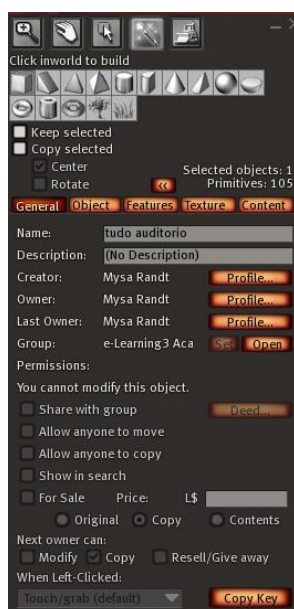 Click inworld to build
Keep selected
Copy selected
Center
Selected objects: 1
Rotate
Primitives: 105
General Object Features Texture Content
Name: tudo auditorio
Description: (No Description)
Creator: Mysa Randt Profile...
Owner: Mysa Randt Profile...
Last Owner: Mysa Randt Profile...
Group: e-Learning3 Aca Set Open
Permissions:
You cannot modify this object.
Share with group Deed...
Allow anyone to move
Allow anyone to copy
Show in search
For Sale Price: L$
Original Copy Contents
Next owner can:
Modify Copy Resell/Give away
When Left-Clicked:
Touch/grab (default) Copy Key